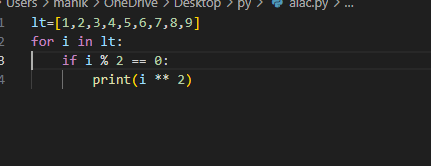 Users > manik > OneDrive > Desktop > py > alac.py > ...
1 lt=[1,2,3,4,5,6,7,8,9]
2 for i in lt:
3 if i % 2 == 0:
4 print(i ** 2)